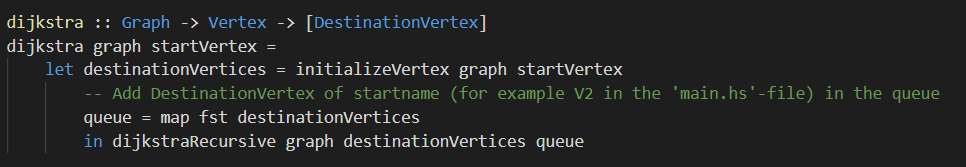 dijkstra :: Graph -> Vertex -> [DestinationVertex]
dijkstra graph startVertex =
    let destinationVertices = initializeVertex graph startVertex
        -- Add DestinationVertex of startname (for example V2 in the 'main.hs'-file) in the queue
        queue = map fst destinationVertices
        in dijkstraRecursive graph destinationVertices queue